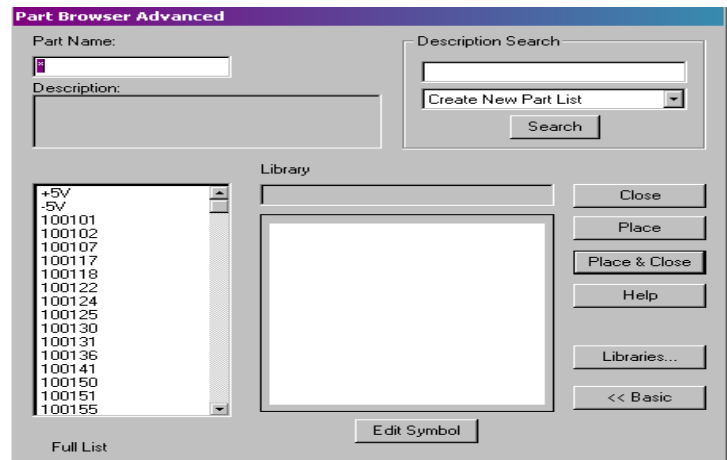 Part Browser Advanced
Part Name:
*
Description:
Description Search
Create New Part List
Search
Library
+5V
-5V
100101
100102
100107
100117
100118
100122
100124
100125
100130
100131
100136
100141
100150
100151
100155
Full List
Close
Place
Place & Close
Help
Libraries...
<< Basic
Edit Symbol